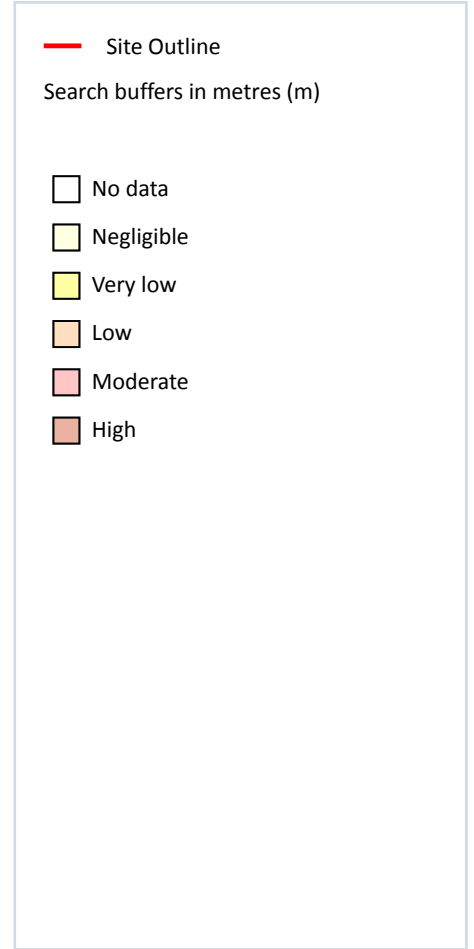 Site Outline
Search buffers in metres (m)
No data
Negligible
Very low
Low
Moderate
High